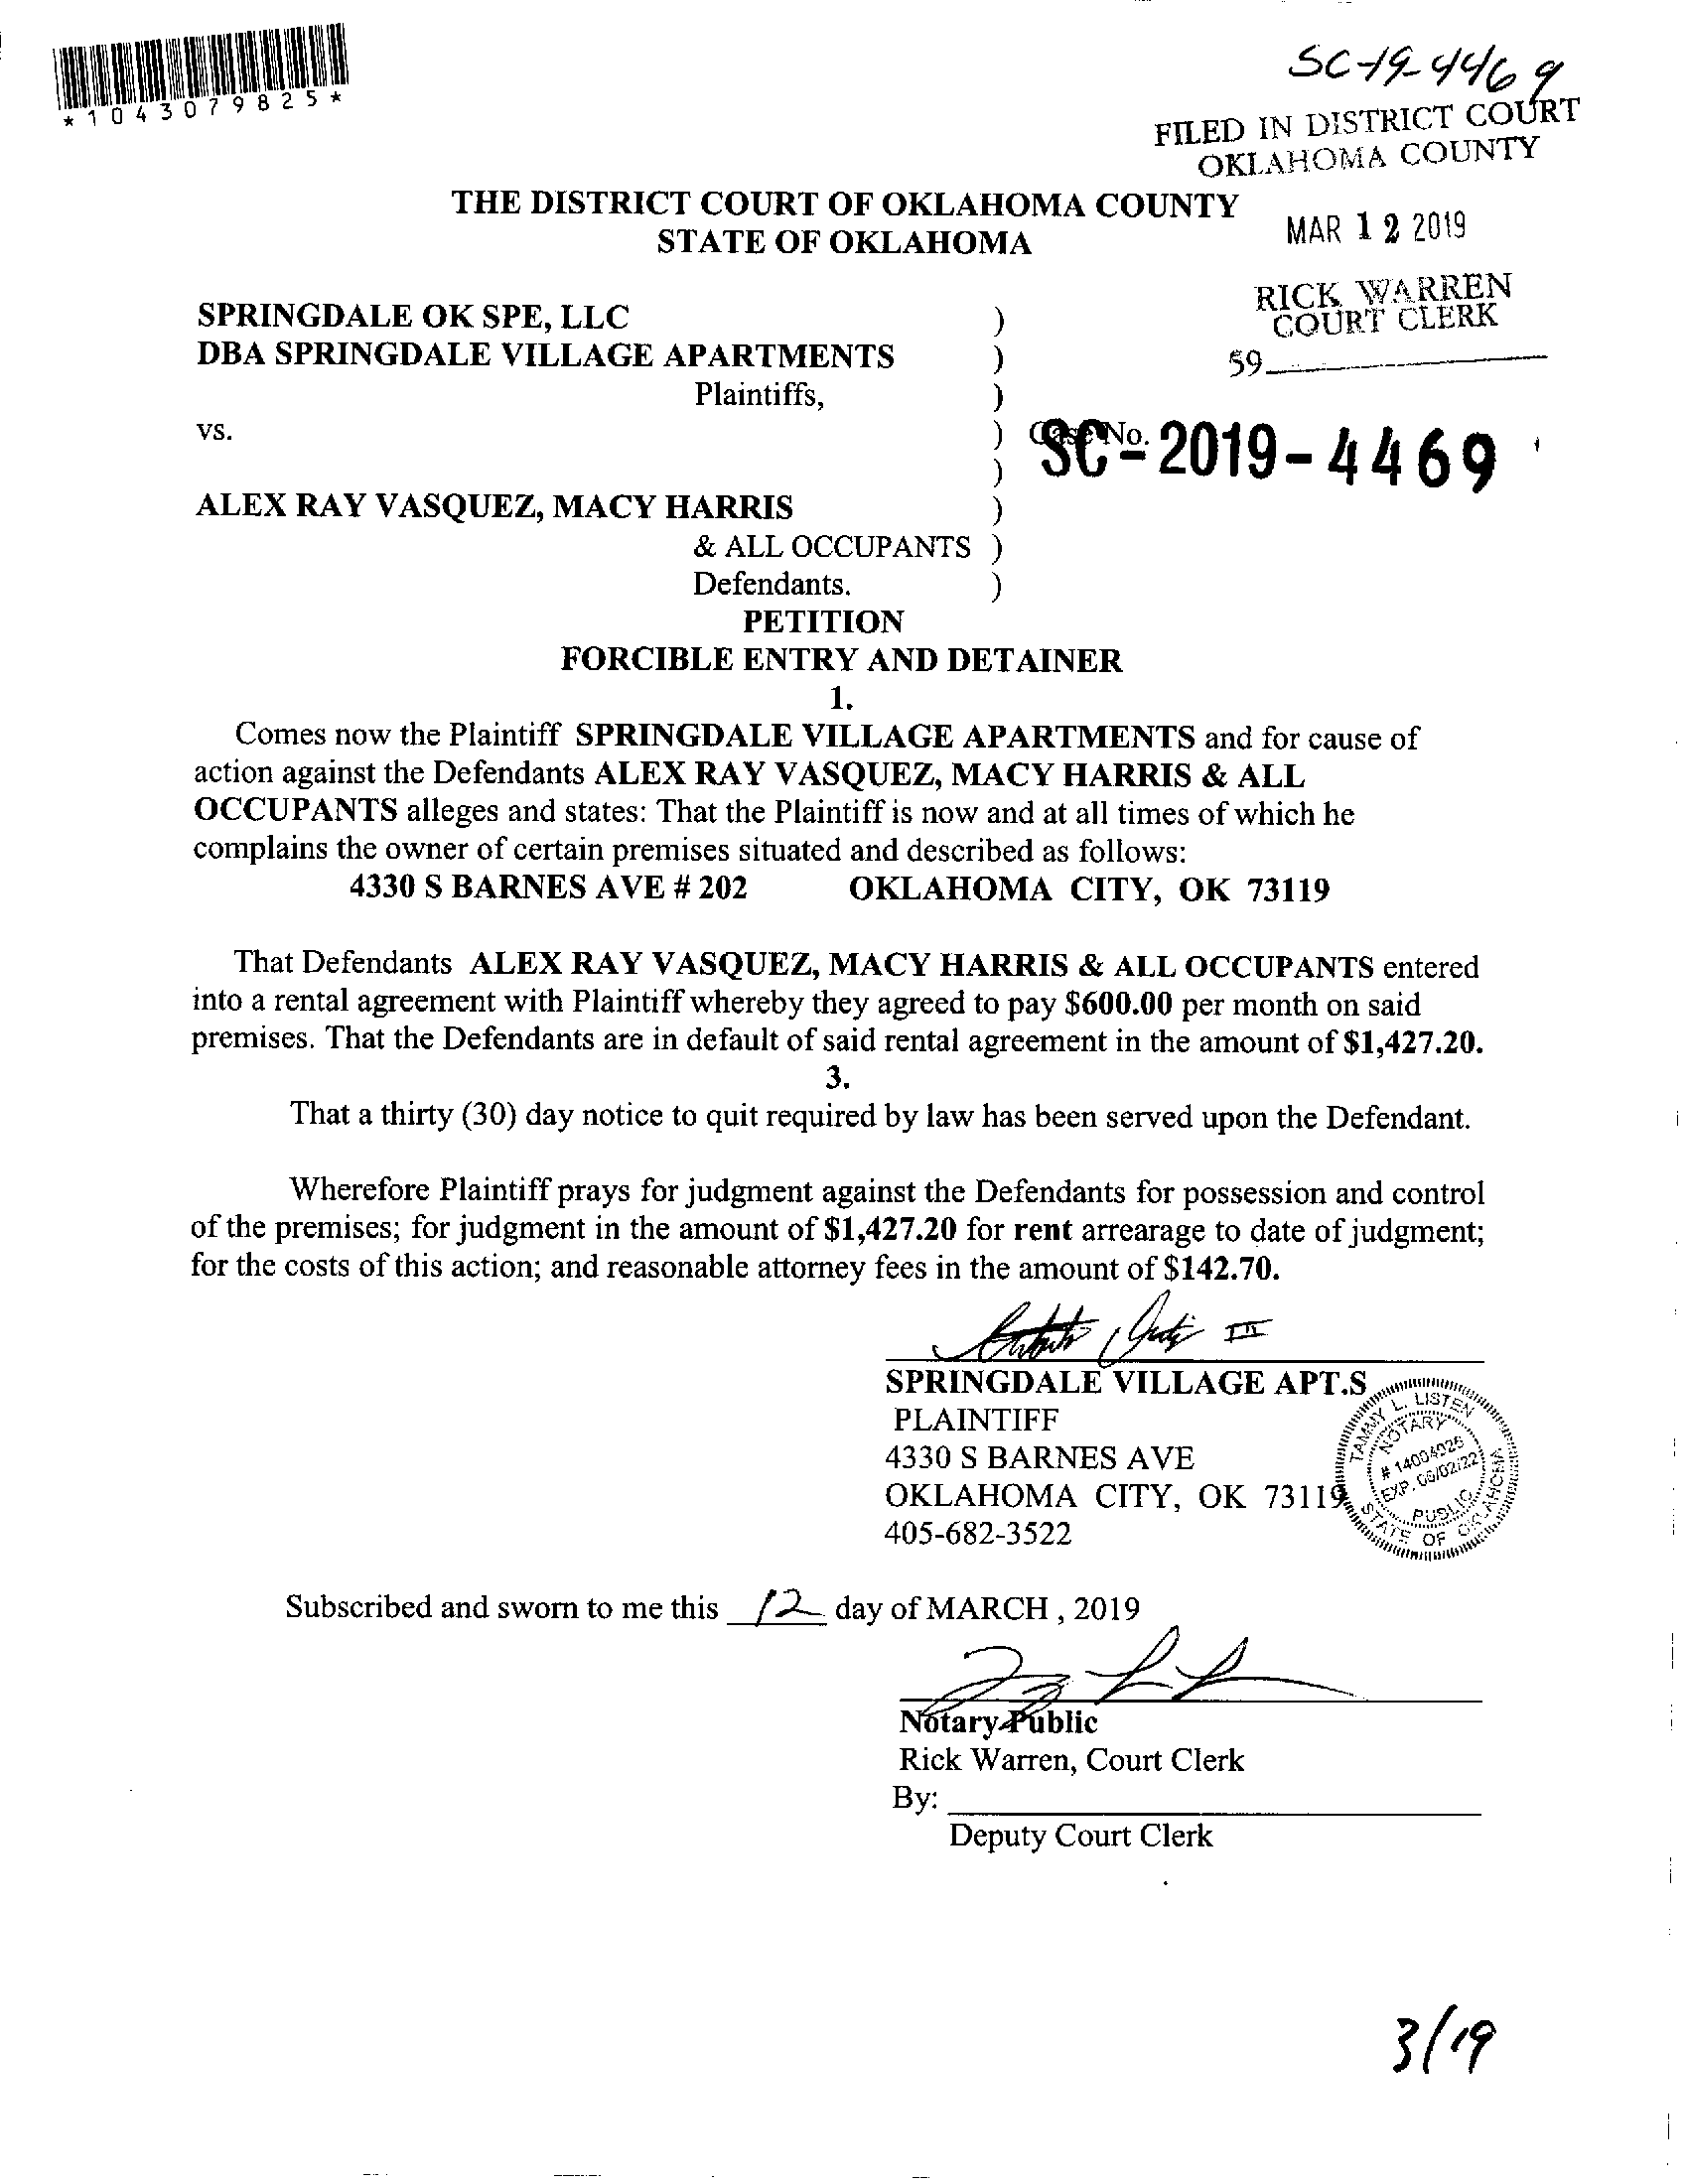 *1043079825*
SC-19-4469
FILED IN DISTRICT COURT
OKLAHOMA COUNTY
THE DISTRICT COURT OF OKLAHOMA COUNTY
STATE OF OKLAHOMA
MAR 12 2019
RICK WARREN
COURT CLERK
59
SPRINGDALE OK SPE, LLC )
DBA SPRINGDALE VILLAGE APARTMENTS )
Plaintiffs, )
vs. ) Case No. SC-2019-4469
)
ALEX RAY VASQUEZ, MACY HARRIS )
& ALL OCCUPANTS )
Defendants. )
PETITION
FORCIBLE ENTRY AND DETAINER
1.
Comes now the Plaintiff SPRINGDALE VILLAGE APARTMENTS and for cause of
action against the Defendants ALEX RAY VASQUEZ, MACY HARRIS & ALL
OCCUPANTS alleges and states: That the Plaintiff is now and at all times of which he
complains the owner of certain premises situated and described as follows:
4330 S BARNES AVE # 202 OKLAHOMA CITY, OK 73119
That Defendants ALEX RAY VASQUEZ, MACY HARRIS & ALL OCCUPANTS entered
into a rental agreement with Plaintiff whereby they agreed to pay $600.00 per month on said
premises. That the Defendants are in default of said rental agreement in the amount of $1,427.20.
3.
That a thirty (30) day notice to quit required by law has been served upon the Defendant.
Wherefore Plaintiff prays for judgment against the Defendants for possession and control
of the premises; for judgment in the amount of $1,427.20 for rent arrearage to date of judgment;
for the costs of this action; and reasonable attorney fees in the amount of $142.70.
III
SPRINGDALE VILLAGE APT.S
PLAINTIFF
4330 S BARNES AVE
OKLAHOMA CITY, OK 73119
405-682-3522
TAMMY L. LISTEN
NOTARY
# 14004026
EXP. 06/02/22
PUBLIC
STATE OF OKLAHOMA
Subscribed and sworn to me this 12 day of MARCH , 2019
Notary Public
Rick Warren, Court Clerk
By:
Deputy Court Clerk
3/19